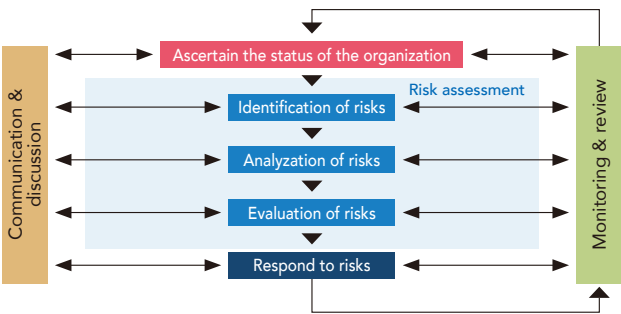 Ascertain the status of the organization
Risk assessment
Identification of risks
Analyzation of risks
Evaluation of risks
Respond to risks
Communication &
discussion
Monitoring & review